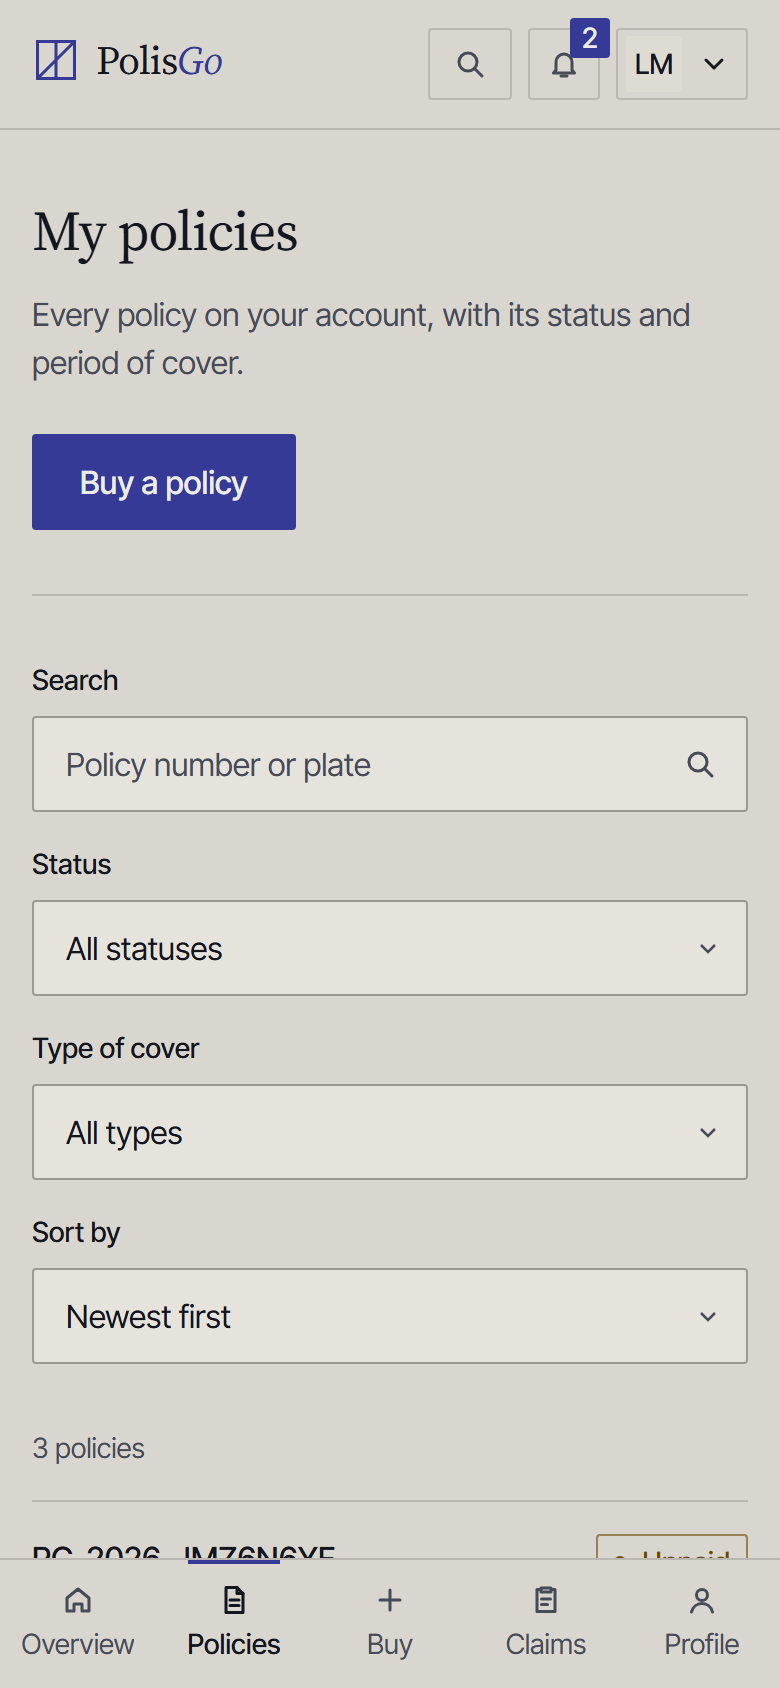 PolisGo
2
LM
My policies
Every policy on your account, with its status and
period of cover.
Buy a policy
Search
Policy number or plate
Status
All statuses
Type of cover
All types
Sort by
Newest first
3 policies
Unpaid
Overview
Policies
Buy
Claims
Profile